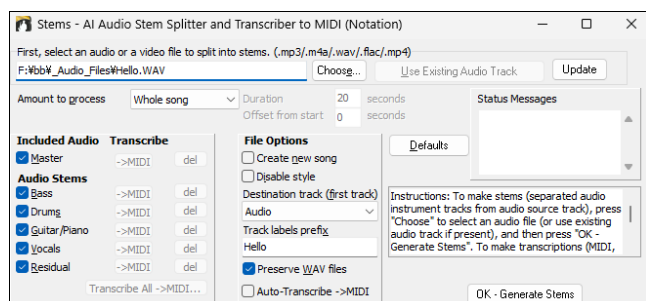 Stems - AI Audio Stem Splitter and Transcriber to MIDI (Notation)
First, select an audio or a video file to split into stems. (.mp3/.m4a/.wav/.flac/.mp4)
F:¥bb¥_Audio_Files¥Hello.WAV
Choose...
Use Existing Audio Track
Update
Amount to process
Whole song
Duration
20
seconds
Offset from start
0
seconds
Status Messages
Included Audio
Transcribe
Master
->MIDI
del
Audio Stems
Bass
->MIDI
del
Drums
->MIDI
del
Guitar/Piano
->MIDI
del
Vocals
->MIDI
del
Residual
->MIDI
del
Transcribe All ->MIDI...
File Options
Create new song
Disable style
Destination track (first track)
Audio
Track labels prefix
Hello
Preserve WAV files
Auto-Transcribe ->MIDI
Defaults
Instructions: To make stems (separated audio
instrument tracks from audio source track), press
"Choose" to select an audio file (or use existing
audio track if present), and then press "OK -
Generate Stems". To make transcriptions (MIDI,
OK - Generate Stems